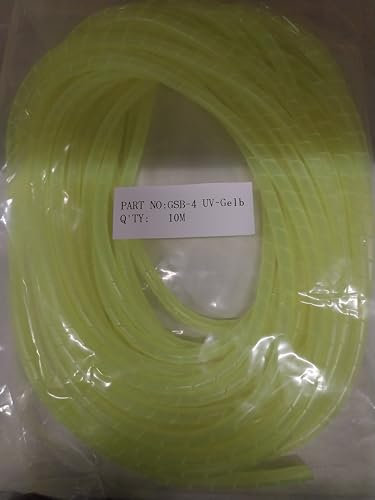 PART NO:GSB-4 UV-Gelb
Q'TY: 10M